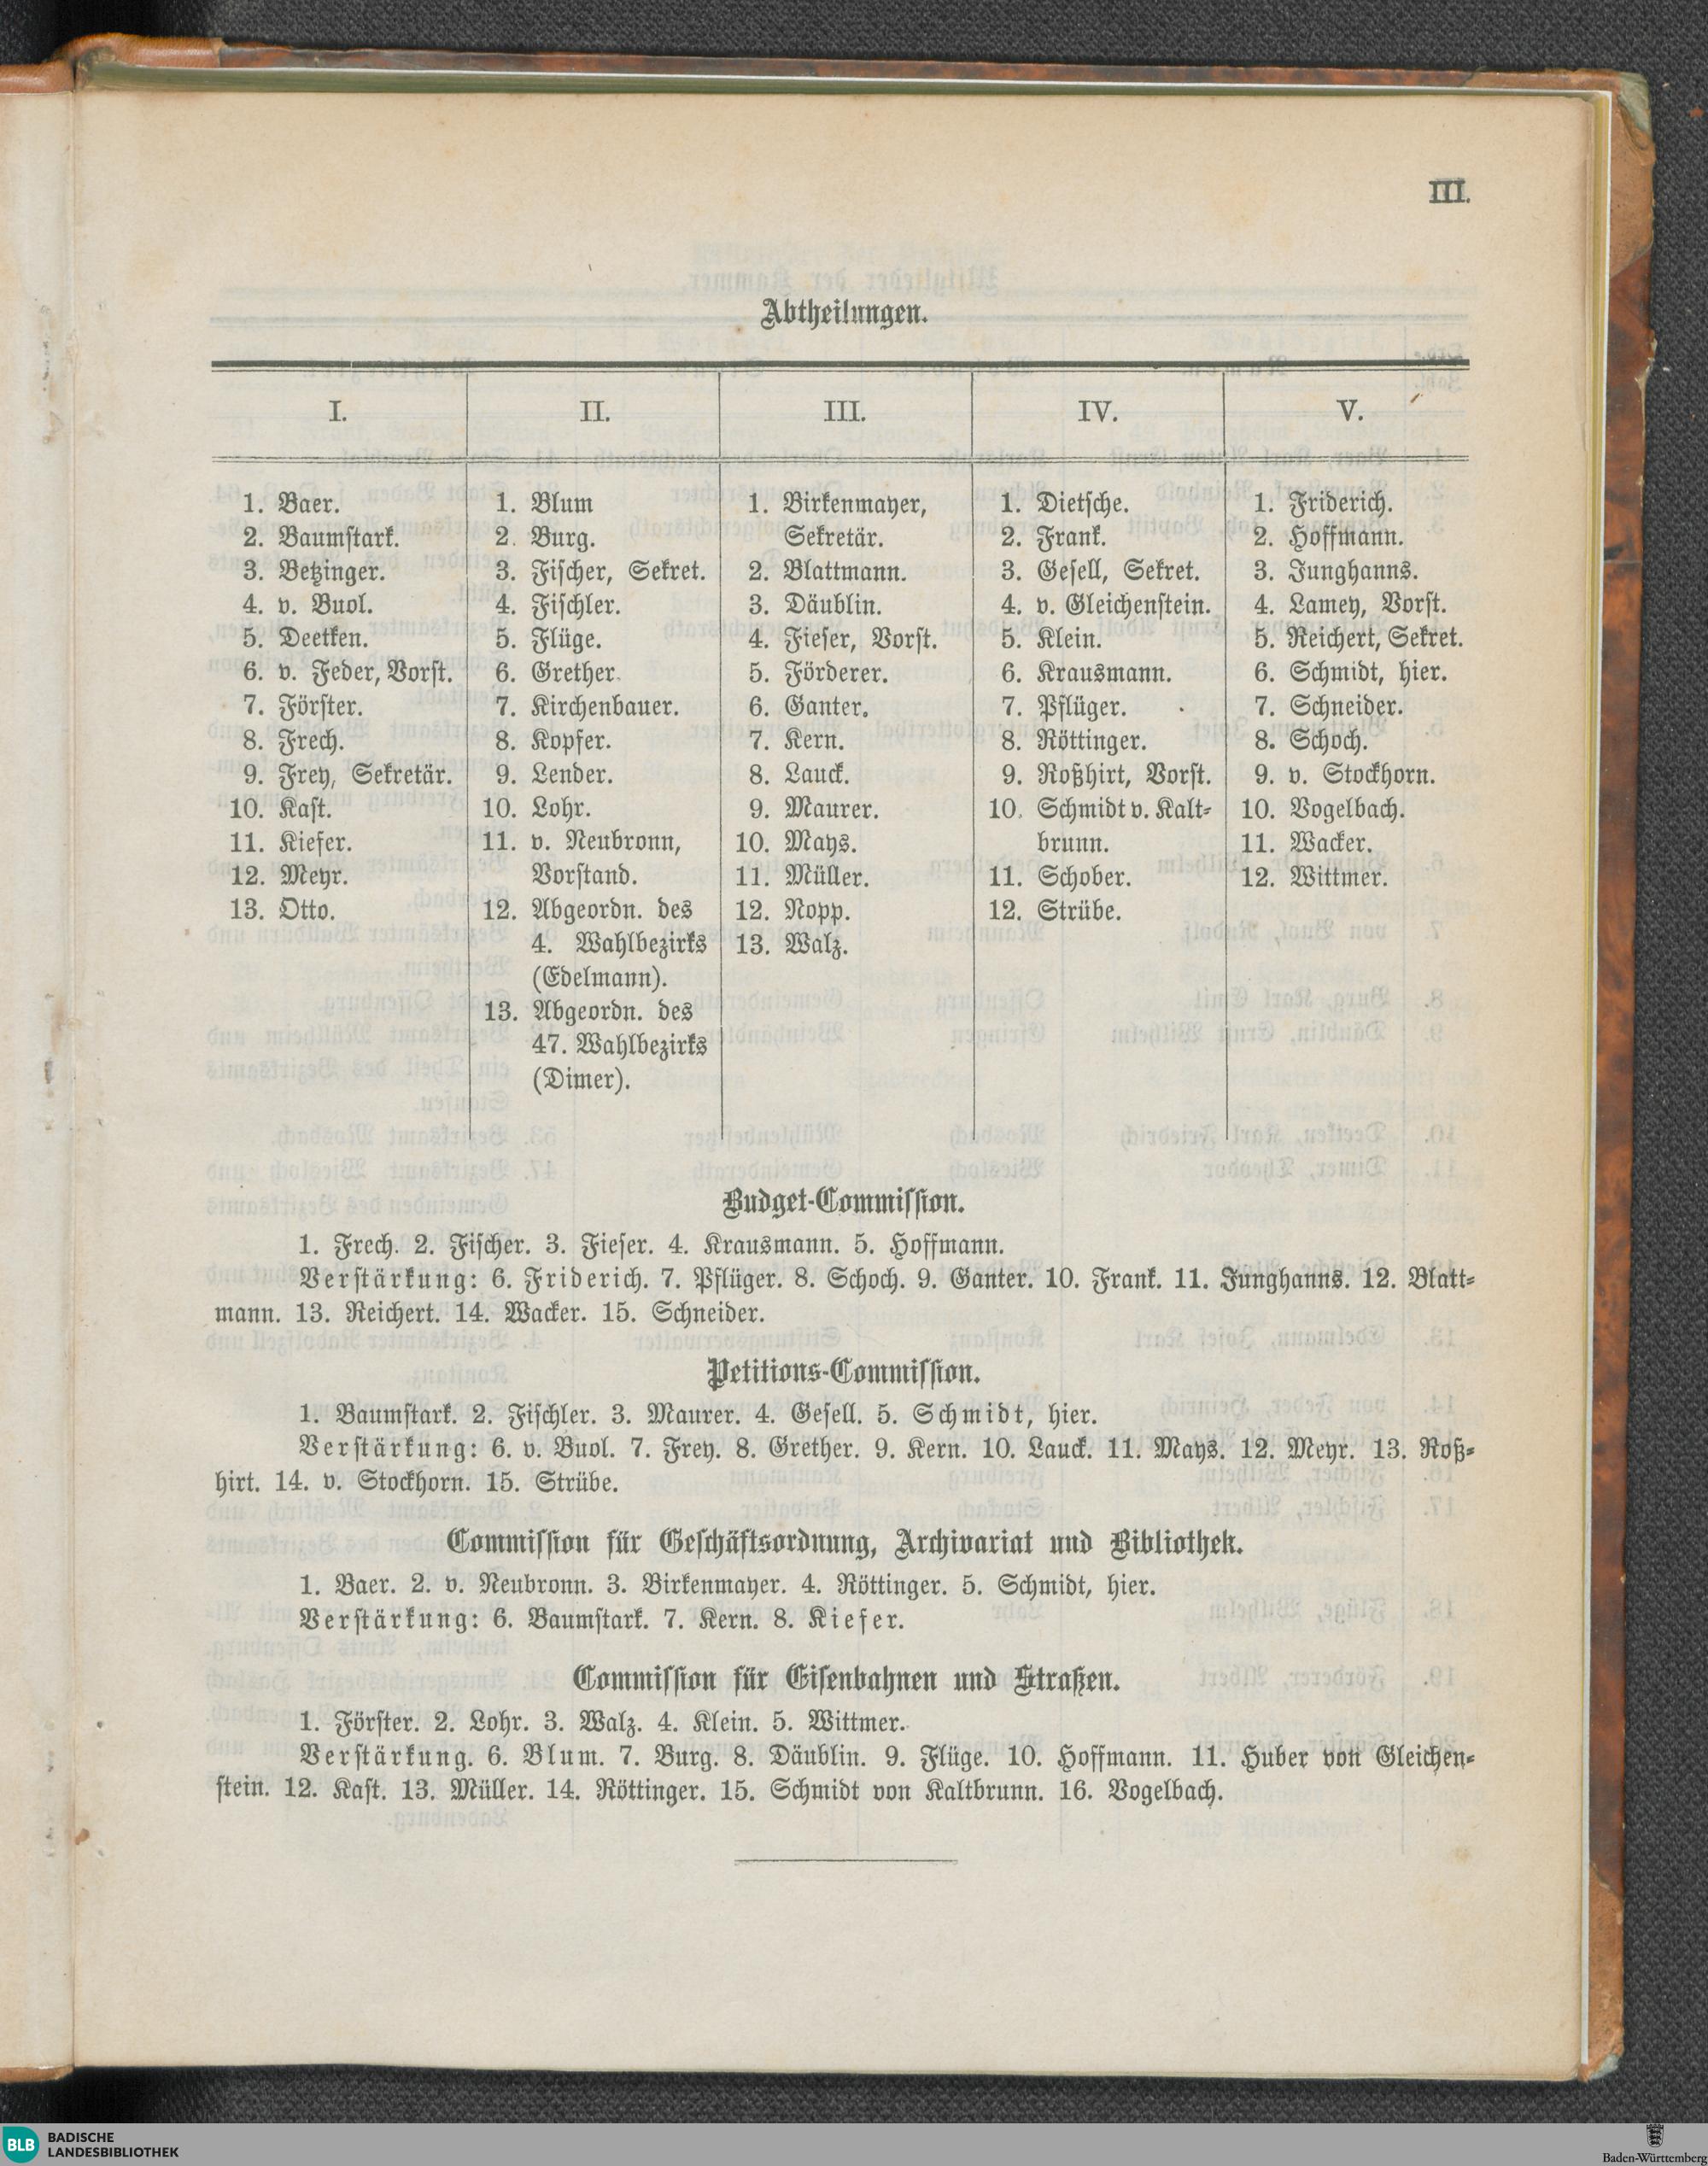 III.
Abtheilungen.
I.
1. Baer.
2. Baumstark.
3. Betzinger.
4. v. Buol.
5. Deetken.
6. v. Feder, Vorst.
7. Förster.
8. Frech.
9. Frey, Sekretär.
10. Kast.
11. Kiefer.
12. Meyr.
13. Otto.
II.
1. Blum
2. Burg.
3. Fischer, Sekret.
4. Fischler.
5. Flüge.
6. Grether.
7. Kirchenbauer.
8. Kopfer.
9. Lender.
10. Lohr.
11. v. Neubronn,
Vorstand.
12. Abgeordn. des
4. Wahlbezirks
(Edelmann).
13. Abgeordn. des
47. Wahlbezirks
(Dimer).
III.
1. Birkenmayer,
Sekretär.
2. Blattmann.
3. Däublin.
4. Fieser, Vorst.
5. Förderer.
6. Ganter.
7. Kern.
8. Lauck.
9. Maurer.
10. Mays.
11. Müller.
12. Nopp.
13. Walz.
IV.
1. Dietsche.
2. Frank.
3. Gesell, Sekret.
4. v. Gleichenstein.
5. Klein.
6. Krausmann.
7. Pflüger.
8. Röttinger.
9. Roßhirt, Vorst.
10. Schmidt v. Kalt-
brunn.
11. Schober.
12. Strübe.
V.
1. Friderich.
2. Hoffmann.
3. Junghanns.
4. Lamey, Vorst.
5. Reichert, Sekret.
6. Schmidt, hier.
7. Schneider.
8. Schoch.
9. v. Stockhorn.
10. Vogelbach.
11. Wacker.
12. Wittmer.
Budget-Commission.
1. Frech. 2. Fischer. 3. Fieser. 4. Krausmann. 5. Hoffmann.
Verstärkung: 6. Friderich. 7. Pflüger. 8. Schoch. 9. Ganter. 10. Frank. 11. Junghanns. 12. Blatt-
mann. 13. Reichert. 14. Wacker. 15. Schneider.
Petitions-Commission.
1. Baumstark. 2. Fischler. 3. Maurer. 4. Gesell. 5. Schmidt, hier.
Verstärkung: 6. v. Buol. 7. Frey. 8. Grether. 9. Kern. 10. Lauck. 11. Mays. 12. Meyr. 13. Roß-
hirt. 14. v. Stockhorn. 15. Strübe.
Commission für Geschäftsordnung, Archivariat und Bibliothek.
1. Baer. 2. v. Neubronn. 3. Birkenmayer. 4. Röttinger. 5. Schmidt, hier.
Verstärkung: 6. Baumstark. 7. Kern. 8. Kiefer.
Commission für Eisenbahnen und Straßen.
1. Förster. 2. Lohr. 3. Walz. 4. Klein. 5. Wittmer.
Verstärkung. 6. Blum. 7. Burg. 8. Däublin. 9. Flüge. 10. Hoffmann. 11. Huber von Gleichen-
stein. 12. Kast. 13. Müller. 14. Röttinger. 15. Schmidt von Kaltbrunn. 16. Vogelbach.
BLB BADISCHE
LANDESBIBLIOTHEK
Baden-Württemberg